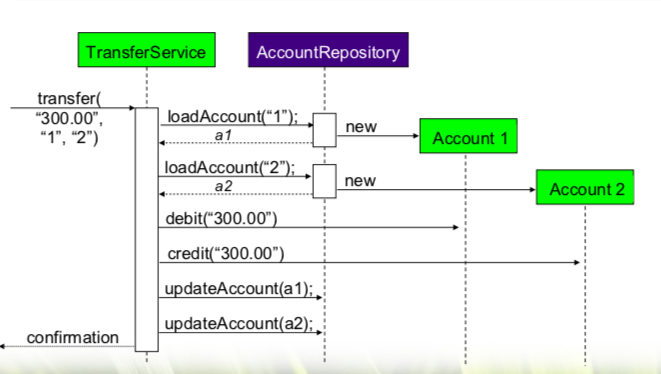 TransferService
AccountRepository
transfer(
“300.00”,
“1”, “2”)
loadAccount(“1”);
a1
new
Account 1
loadAccount(“2”);
a2
new
Account 2
debit(“300.00”)
credit(“300.00”)
updateAccount(a1);
updateAccount(a2);
confirmation